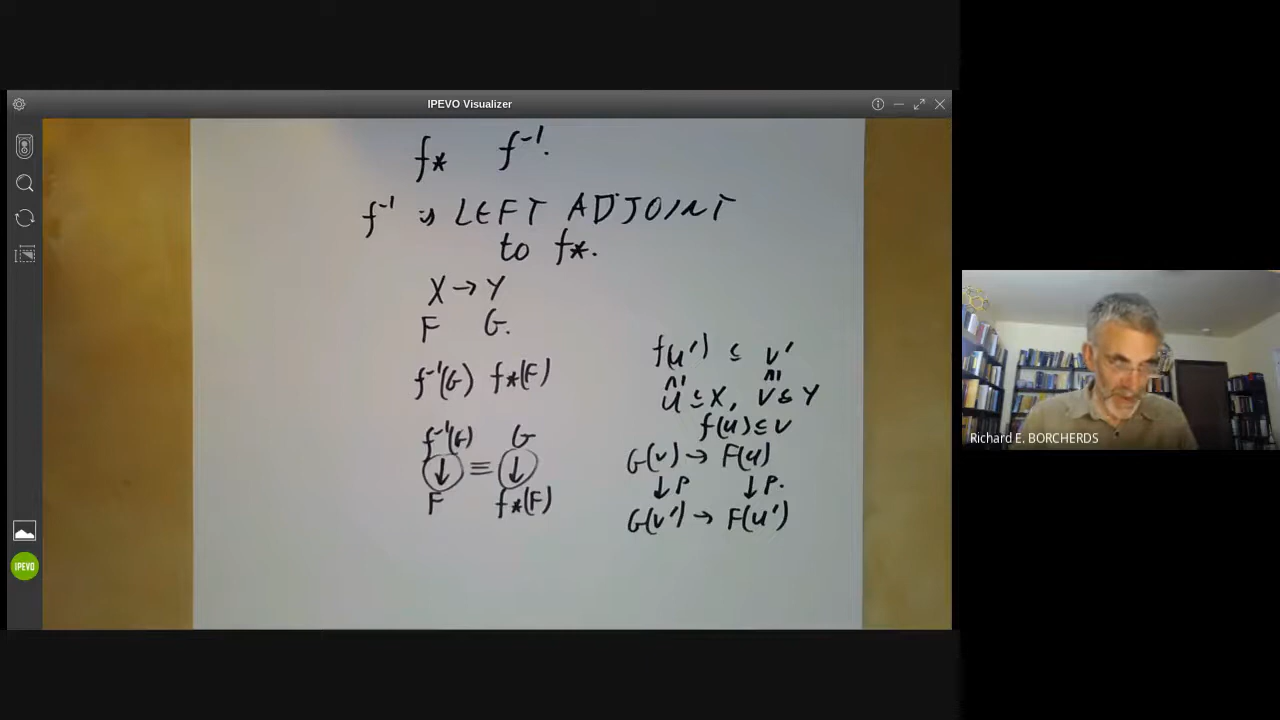 IPEVO Visualizer
f* f⁻¹.
f⁻¹ is LEFT ADJOINT
to f*.
X → Y
F G.
f⁻¹(G) f*(F)
f⁻¹(G) G
↓ ≡ ↓
F f*(F)
f(u') ⊆ v'
∩I ∩I
u ⊆ X, v ⊆ Y
f(u) ⊆ v
G(v) → F(u)
↓ρ ↓ρ.
G(v') → F(u')
Richard E. BORCHERDS
IPEVO